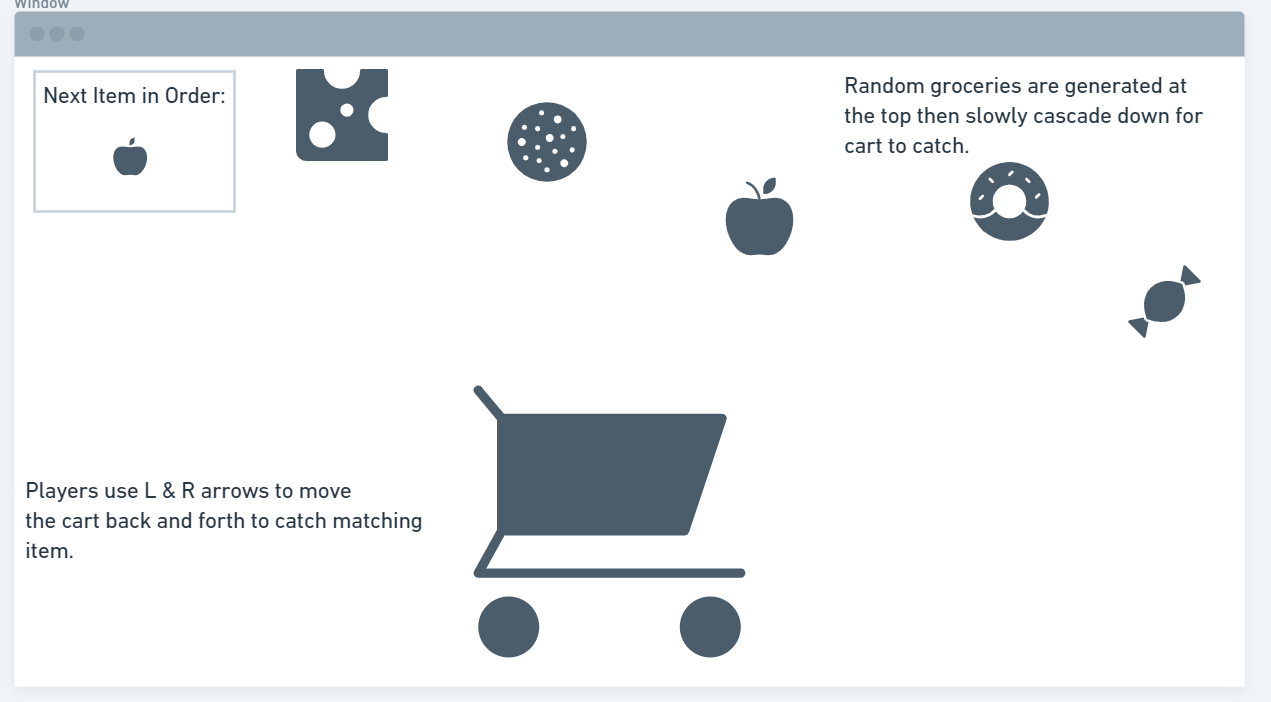 Window
Next Item in Order:
Random groceries are generated at
the top then slowly cascade down for
cart to catch.
Players use L & R arrows to move
the cart back and forth to catch matching
item.